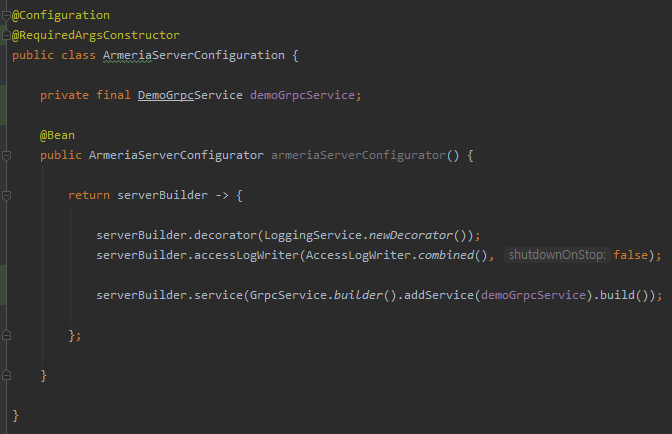 @Configuration
@RequiredArgsConstructor
public class ArmeriaServerConfiguration {
private final DemoGrpcService demoGrpcService;
@Bean
public ArmeriaServerConfigurator armeriaServerConfigurator() {
return serverBuilder -> {
serverBuilder.decorator(LoggingService.newDecorator());
serverBuilder.accessLogWriter(AccessLogWriter.combined(), shutdownOnStop: false);
serverBuilder.service(GrpcService.builder().addService(demoGrpcService).build());
};
}
}